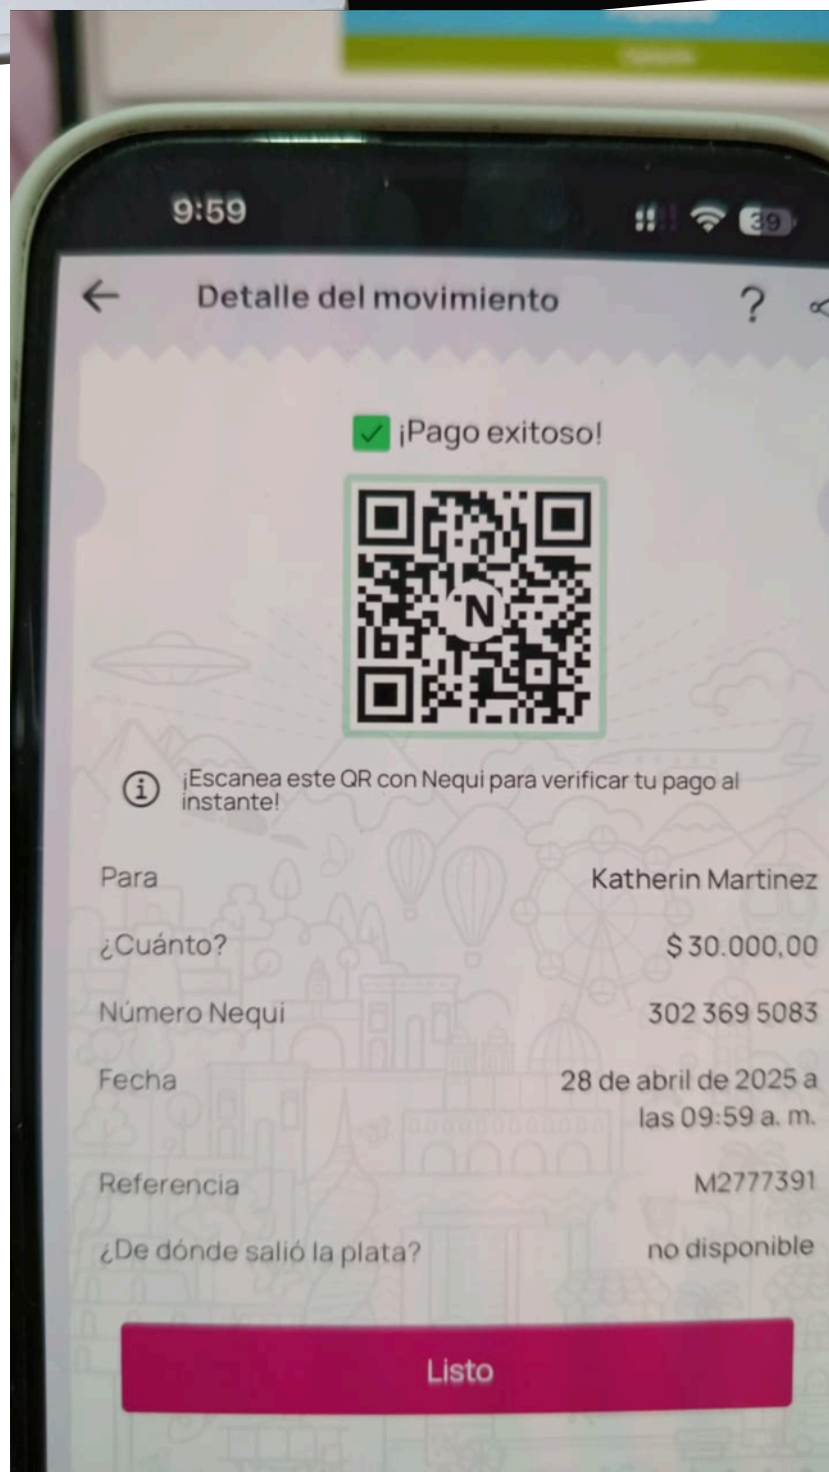 9:59
39
Detalle del movimiento
?
¡Pago exitoso!
N
¡Escanea este QR con Nequi para verificar tu pago al
instante!
Para
Katherin Martinez
¿Cuánto?
$ 30.000,00
Número Nequi
302 369 5083
Fecha
28 de abril de 2025 a
las 09:59 a. m.
Referencia
M2777391
¿De dónde salió la plata?
no disponible
Listo